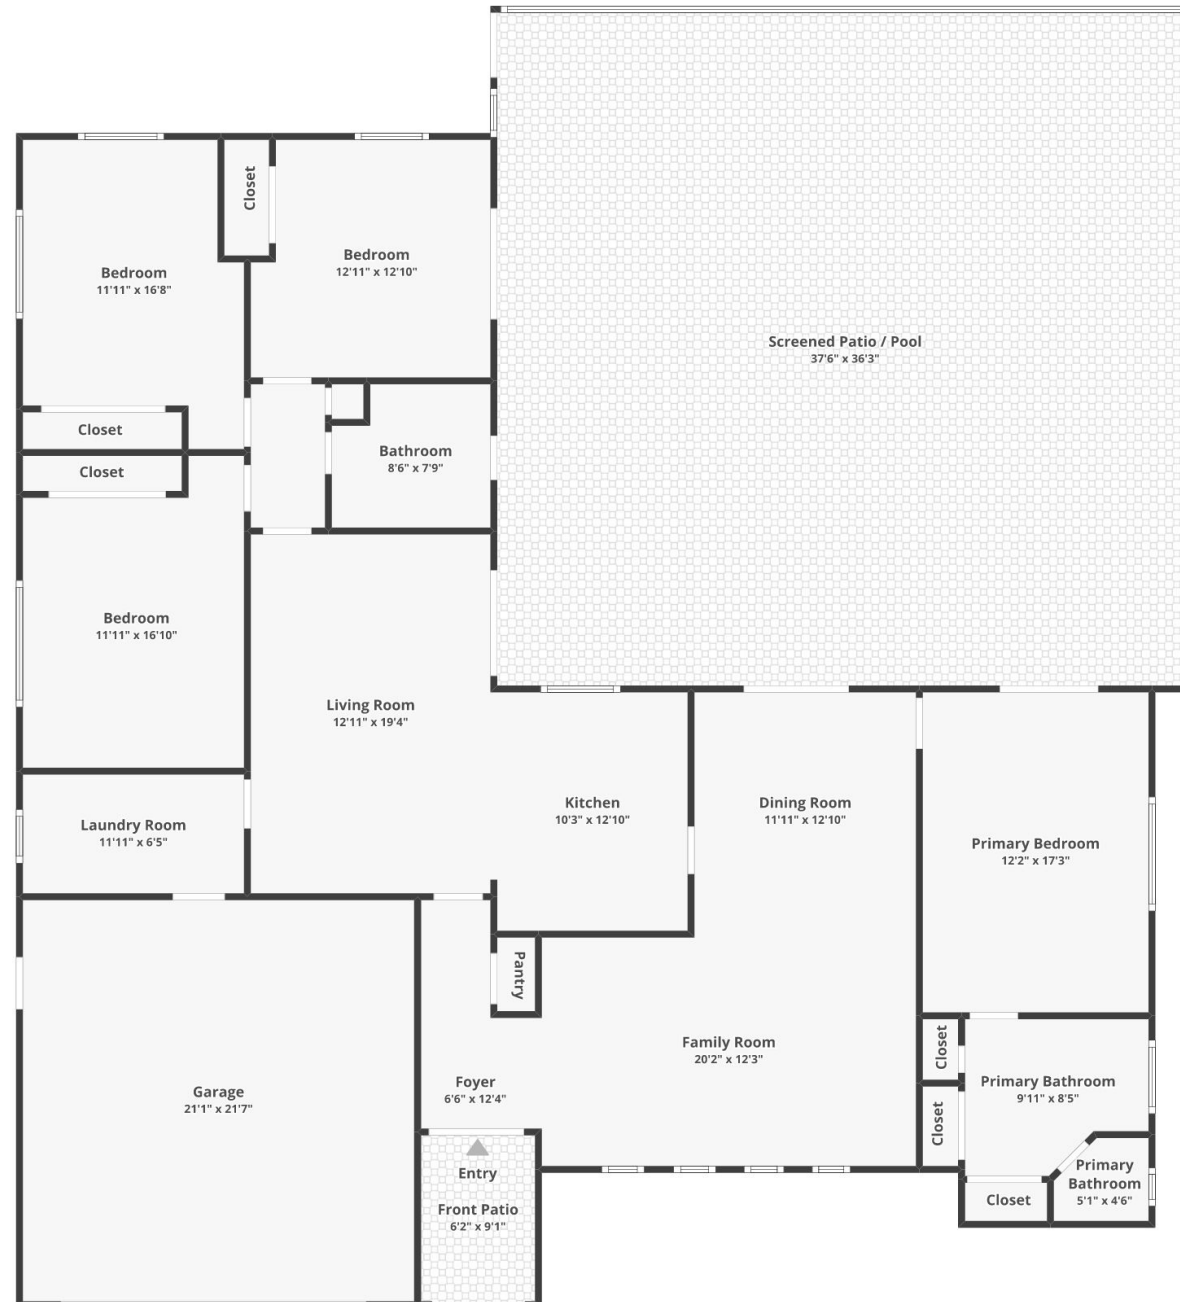 Closet
Bedroom
12'11" x 12'10"
Bedroom
11'11" x 16'8"
Screened Patio / Pool
37'6" x 36'3"
Closet
Bathroom
8'6" x 7'9"
Closet
Bedroom
11'11" x 16'10"
Living Room
12'11" x 19'4"
Kitchen
10'3" x 12'10"
Dining Room
11'11" x 12'10"
Laundry Room
11'11" x 6'5"
Primary Bedroom
12'2" x 17'3"
Pantry
Family Room
20'2" x 12'3"
Closet
Foyer
6'6" x 12'4"
Primary Bathroom
9'11" x 8'5"
Garage
21'1" x 21'7"
Closet
Entry
Primary
Bathroom
5'1" x 4'6"
Closet
Front Patio
6'2" x 9'1"